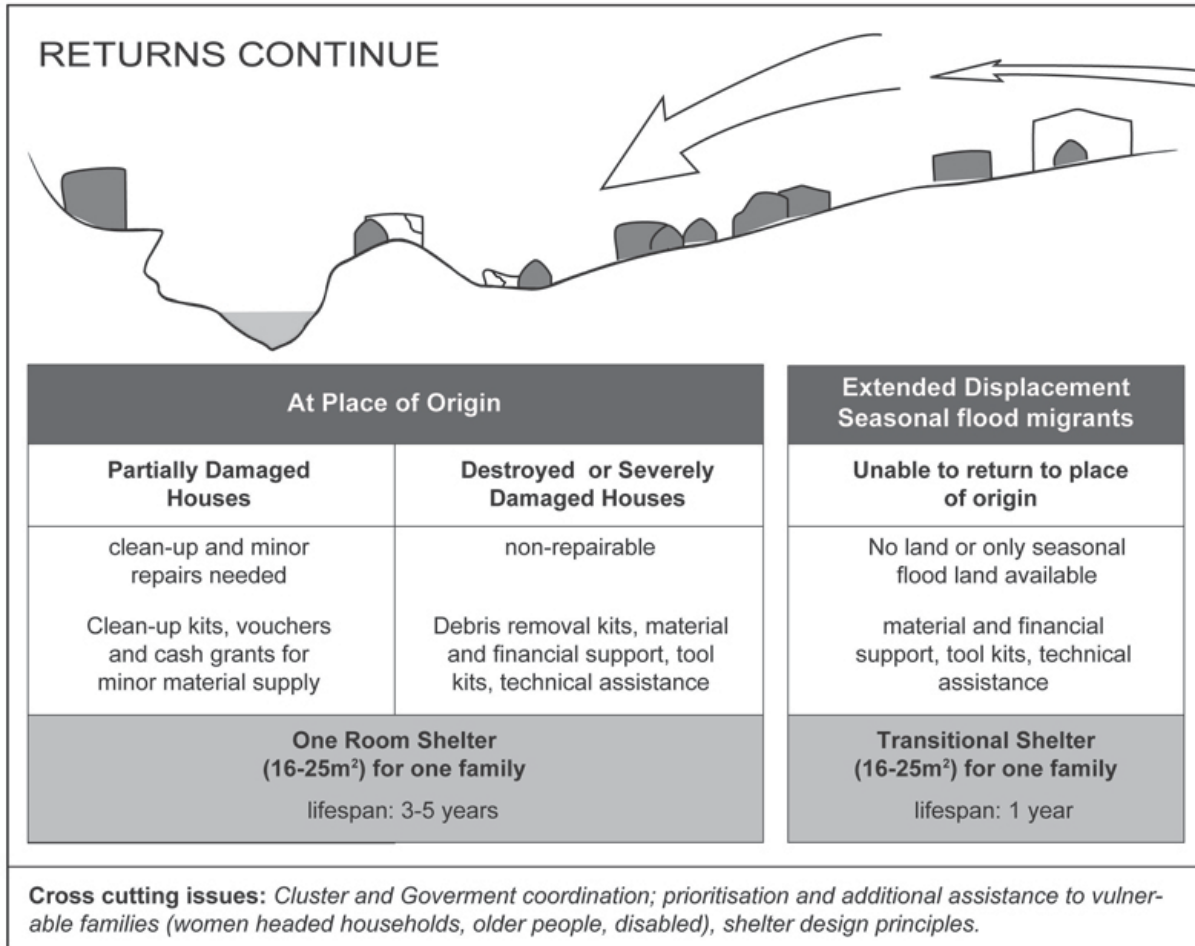 RETURNS CONTINUE
At Place of Origin
Partially Damaged
Houses
clean-up and minor
repairs needed
Clean-up kits, vouchers
and cash grants for
minor material supply
Destroyed or Severely
Damaged Houses
non-repairable
Debris removal kits, material
and financial support, tool
kits, technical assistance
One Room Shelter
(16-25m²) for one family
lifespan: 3-5 years
Extended Displacement
Seasonal flood migrants
Unable to return to place
of origin
No land or only seasonal
flood land available
material and financial
support, tool kits, technical
assistance
Transitional Shelter
(16-25m²) for one family
lifespan: 1 year
Cross cutting issues: Cluster and Goverment coordination; prioritisation and additional assistance to vulner-
able families (women headed households, older people, disabled), shelter design principles.